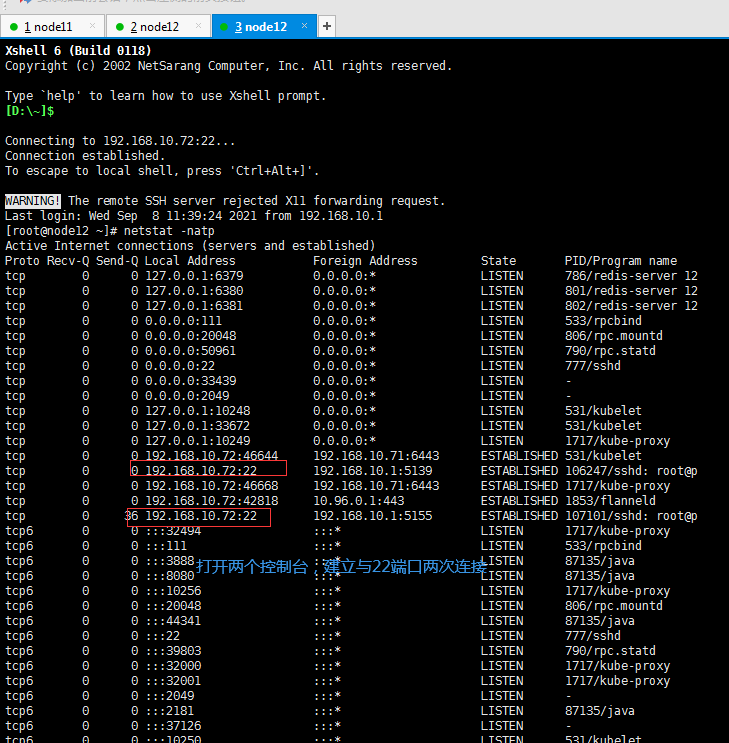 1 node11 × 2 node12 × 3 node12 × +
Xshell 6 (Build 0118)
Copyright (c) 2002 NetSarang Computer, Inc. All rights reserved.
Type `help' to learn how to use Xshell prompt.
[D:\~]$
Connecting to 192.168.10.72:22...
Connection established.
To escape to local shell, press 'Ctrl+Alt+]'.
WARNING! The remote SSH server rejected X11 forwarding request.
Last login: Wed Sep  8 11:39:24 2021 from 192.168.10.1
[root@node12 ~]# netstat -natp
Active Internet connections (servers and established)
Proto Recv-Q Send-Q Local Address Foreign Address State PID/Program name
tcp 0 0 127.0.0.1:6379 0.0.0.0:* LISTEN 786/redis-server 12
tcp 0 0 127.0.0.1:6380 0.0.0.0:* LISTEN 801/redis-server 12
tcp 0 0 127.0.0.1:6381 0.0.0.0:* LISTEN 802/redis-server 12
tcp 0 0 0.0.0.0:111 0.0.0.0:* LISTEN 533/rpcbind
tcp 0 0 0.0.0.0:20048 0.0.0.0:* LISTEN 806/rpc.mountd
tcp 0 0 0.0.0.0:50961 0.0.0.0:* LISTEN 790/rpc.statd
tcp 0 0 0.0.0.0:22 0.0.0.0:* LISTEN 777/sshd
tcp 0 0 0.0.0.0:33439 0.0.0.0:* LISTEN -
tcp 0 0 0.0.0.0:2049 0.0.0.0:* LISTEN -
tcp 0 0 127.0.0.1:10248 0.0.0.0:* LISTEN 531/kubelet
tcp 0 0 127.0.0.1:33672 0.0.0.0:* LISTEN 531/kubelet
tcp 0 0 127.0.0.1:10249 0.0.0.0:* LISTEN 1717/kube-proxy
tcp 0 0 192.168.10.72:46644 192.168.10.71:6443 ESTABLISHED 531/kubelet
tcp 0 0 192.168.10.72:22 192.168.10.1:5139 ESTABLISHED 106247/sshd: root@p
tcp 0 0 192.168.10.72:46668 192.168.10.71:6443 ESTABLISHED 1717/kube-proxy
tcp 0 0 192.168.10.72:42818 10.96.0.1:443 ESTABLISHED 1853/flanneld
tcp 0 36 192.168.10.72:22 192.168.10.1:5155 ESTABLISHED 107101/sshd: root@p
tcp6 0 0 :::32494 :::* LISTEN 1717/kube-proxy
tcp6 0 0 :::111 :::* LISTEN 533/rpcbind
tcp6 0 0 :::3888 :::* LISTEN 87135/java
打开两个控制台，建立与22端口两次连接
tcp6 0 0 :::8080 :::* LISTEN 87135/java
tcp6 0 0 :::10256 :::* LISTEN 1717/kube-proxy
tcp6 0 0 :::20048 :::* LISTEN 806/rpc.mountd
tcp6 0 0 :::44341 :::* LISTEN 87135/java
tcp6 0 0 :::22 :::* LISTEN 777/sshd
tcp6 0 0 :::39803 :::* LISTEN 790/rpc.statd
tcp6 0 0 :::32000 :::* LISTEN 1717/kube-proxy
tcp6 0 0 :::32001 :::* LISTEN 1717/kube-proxy
tcp6 0 0 :::2049 :::* LISTEN -
tcp6 0 0 :::2181 :::* LISTEN 87135/java
tcp6 0 0 :::37126 :::* LISTEN -
tcp6 0 0 :::10250 :::* LISTEN 531/kubelet